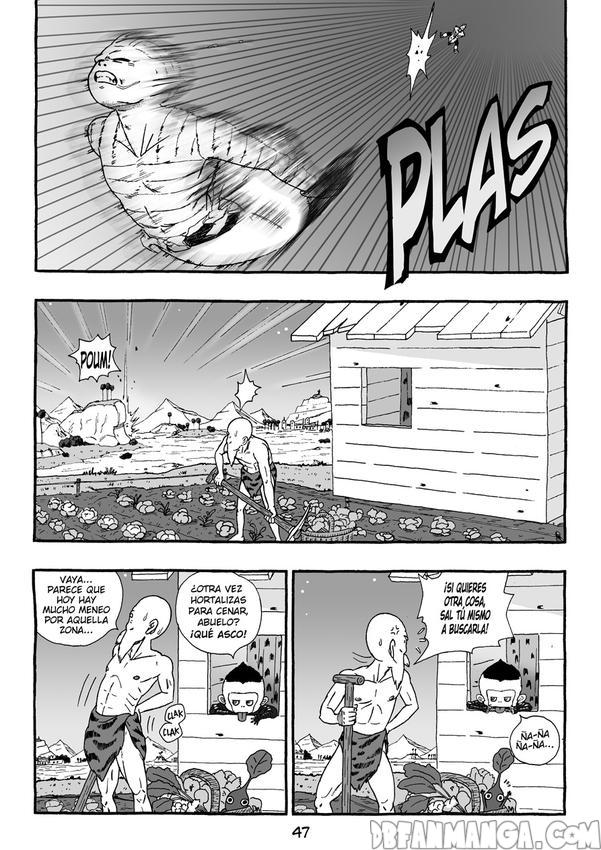 PLAS
POUM!
VAYA...
PARECE QUE
HOY HAY
MUCHO MENEO
POR AQUELLA
ZONA...
¿OTRA VEZ
HORTALIZAS
PARA CENAR,
ABUELO?
¡QUÉ ASCO!
CLAK
CLAK
¡SI QUIERES
OTRA COSA,
SAL TÚ MISMO
A BUSCARLA!
ÑA-ÑA
ÑA-ÑA...
47
DBFANMANGA.COM